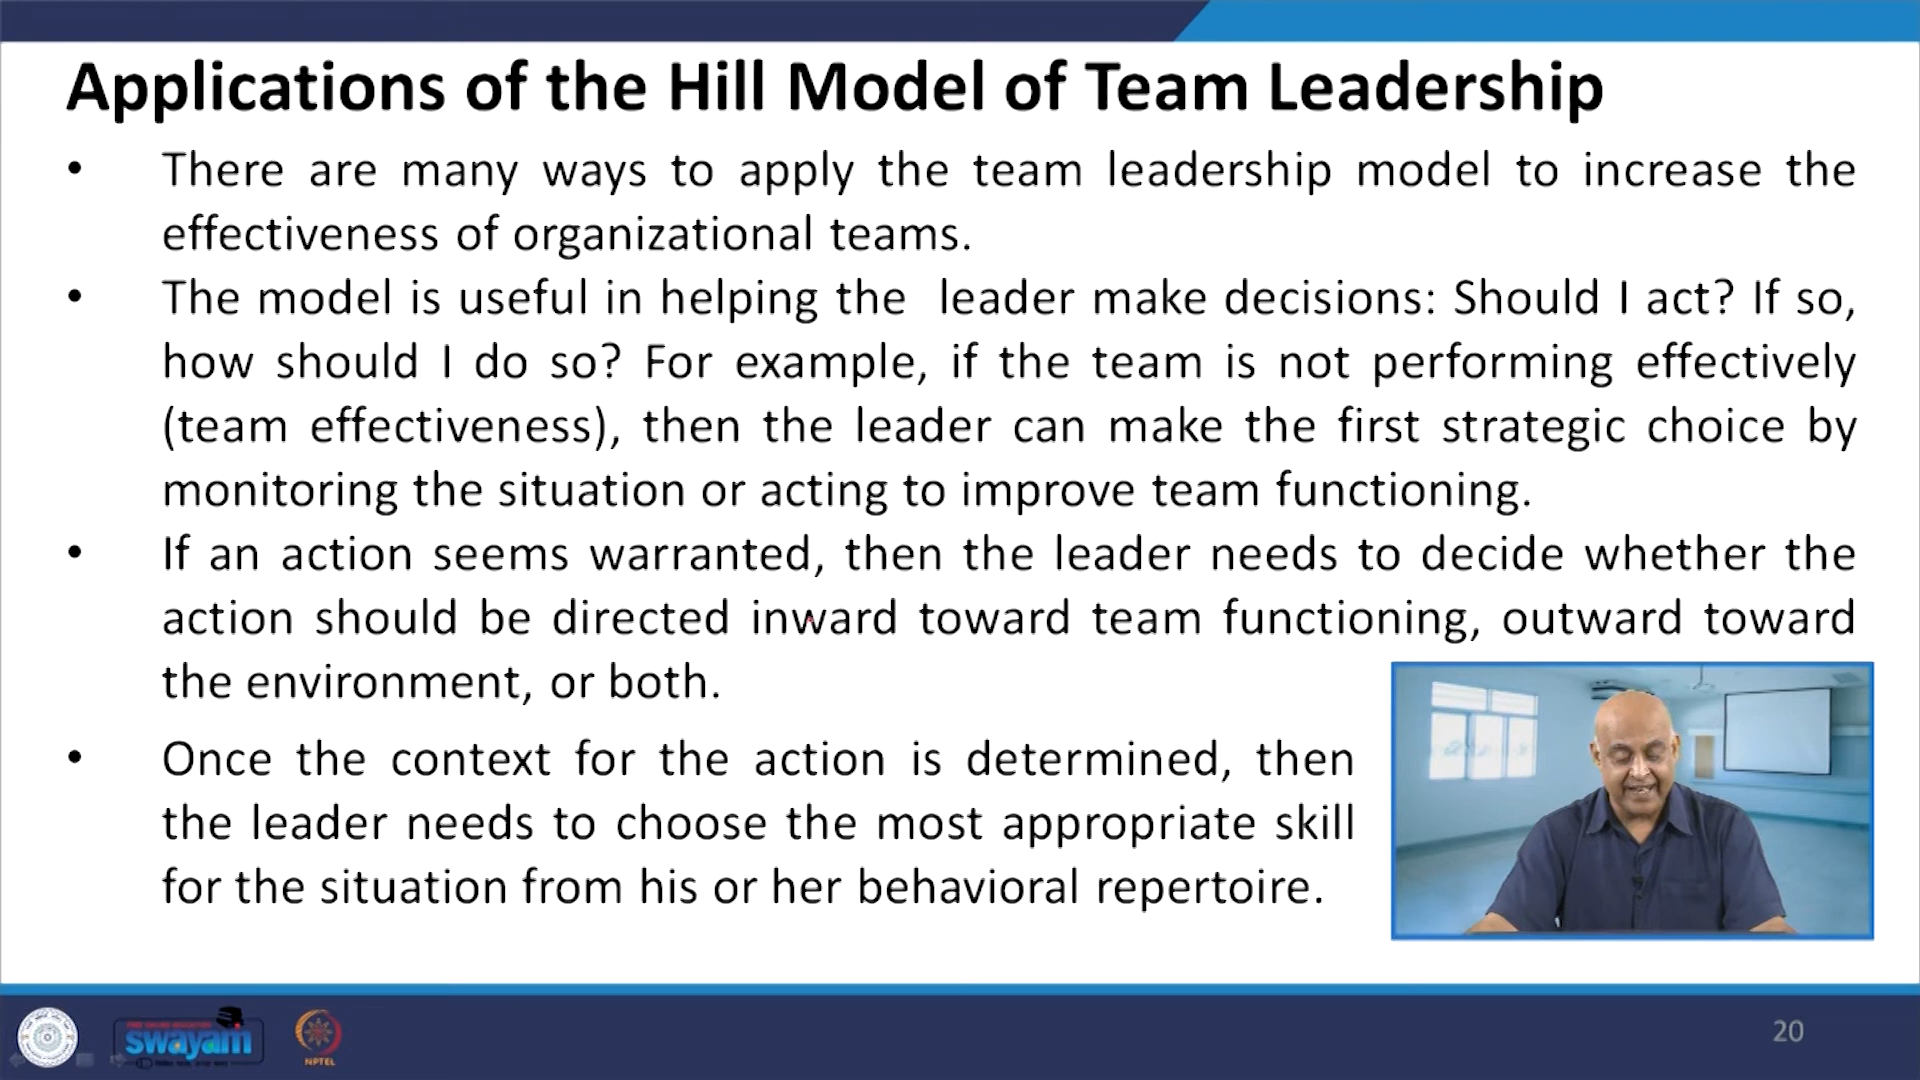 Applications of the Hill Model of Team Leadership
• There are many ways to apply the team leadership model to increase the
effectiveness of organizational teams.
• The model is useful in helping the  leader make decisions: Should I act? If so,
how should I do so? For example, if the team is not performing effectively
(team effectiveness), then the leader can make the first strategic choice by
monitoring the situation or acting to improve team functioning.
• If an action seems warranted, then the leader needs to decide whether the
action should be directed inward toward team functioning, outward toward
the environment, or both.
• Once the context for the action is determined, then
the leader needs to choose the most appropriate skill
for the situation from his or her behavioral repertoire.
swayam
NPTEL
20